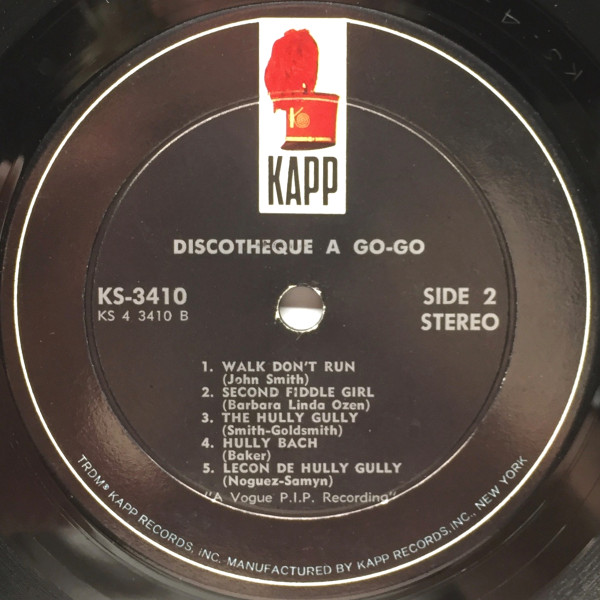 KAPP
DISCOTHEQUE A GO-GO
KS-3410
KS 4 3410 B
SIDE 2
STEREO
1. WALK DON'T RUN
(John Smith)
2. SECOND FIDDLE GIRL
(Barbara Linda Ozen)
3. THE HULLY GULLY
(Smith-Goldsmith)
4. HULLY BACH
(Baker)
5. LECON DE HULLY GULLY
(Noguez-Samyn)
"A Vogue P.I.P. Recording"
TRDM® KAPP RECORDS, INC. MANUFACTURED BY KAPP RECORDS, INC., NEW YORK